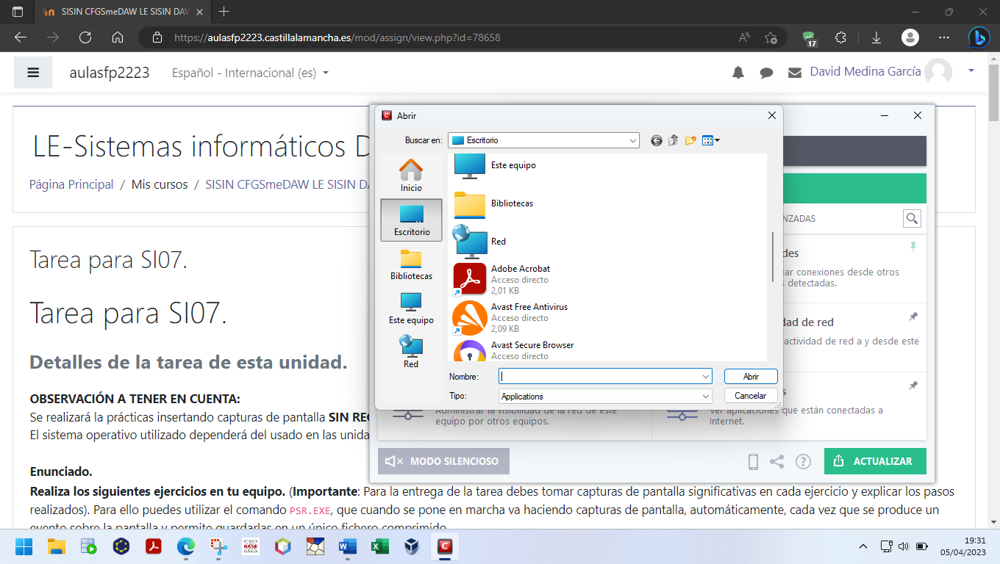 SISIN CFGSmeDAW LE SISIN DAW
https://aulasfp2223.castillalamancha.es/mod/assign/view.php?id=78658
17
aulasfp2223
Español - Internacional (es)
David Medina García
LE-Sistemas informáticos D
Página Principal / Mis cursos / SISIN CFGSmeDAW LE SISIN DA
Tarea para SI07.
Tarea para SI07.
Detalles de la tarea de esta unidad.
OBSERVACIÓN A TENER EN CUENTA:
Se realizará la prácticas insertando capturas de pantalla SIN REC
El sistema operativo utilizado dependerá del usado en las unida
Enunciado.
Realiza los siguientes ejercicios en tu equipo. (Importante: Para la entrega de la tarea debes tomar capturas de pantalla significativas en cada ejercicio y explicar los pasos
realizados). Para ello puedes utilizar el comando PSR.EXE, que cuando se pone en marcha va haciendo capturas de pantalla, automáticamente, cada vez que se produce un
evento sobre la pantalla y permite guardarlas en un único fichero comprimido.
Abrir
Buscar en:
Escritorio
Inicio
Escritorio
Bibliotecas
Este equipo
Red
Este equipo
Bibliotecas
Red
Adobe Acrobat
Acceso directo
2,01 KB
Avast Free Antivirus
Acceso directo
2,09 KB
Avast Secure Browser
Acceso directo
Nombre:
Abrir
Tipo:
Applications
Cancelar
NZADAS
des
ear conexiones desde otros
s detectadas.
dad de red
actividad de red a y desde este
s
Ver aplicaciones que están conectadas a
Internet.
Administrar la visibilidad de la red de este
equipo por otros equipos.
MODO SILENCIOSO
ACTUALIZAR
19:31
05/04/2023